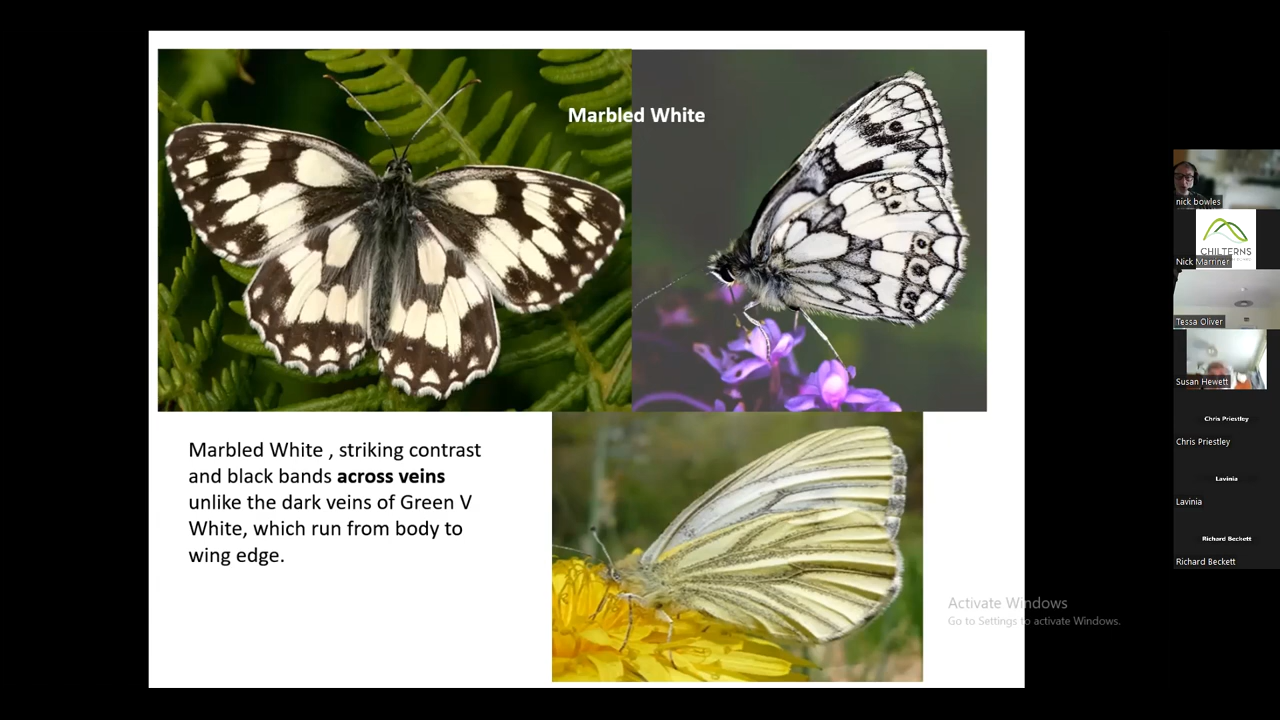 Marbled White
Marbled White , striking contrast
and black bands across veins
unlike the dark veins of Green V
White, which run from body to
wing edge.
Activate Windows
Go to Settings to activate Windows.
nick bowles
CHILTERNS
Nick Marriner
Tessa Oliver
Susan Hewett
Chris Priestley
Chris Priestley
Lavinia
Lavinia
Richard Beckett
Richard Beckett